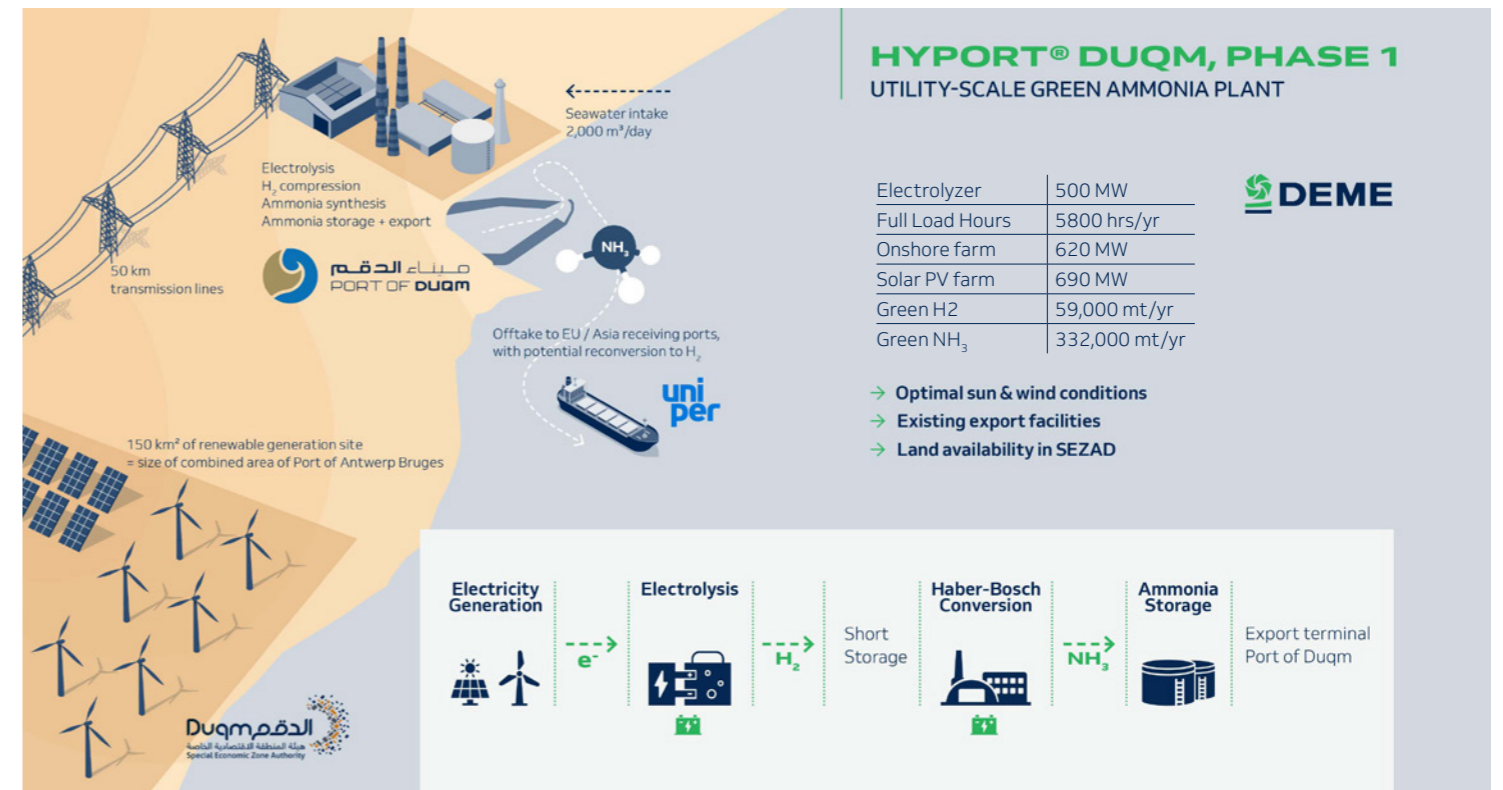 HYPORT® DUQM, PHASE 1
UTILITY-SCALE GREEN AMMONIA PLANT
Seawater intake
2,000 m³/day
Electrolysis
H₂ compression
Ammonia synthesis
Ammonia storage + export
50 km
transmission lines
ميناء الدقم
PORT OF DUQM
NH₃
Offtake to EU / Asia receiving ports,
with potential reconversion to H₂
uni
per
DEME
Electrolyzer 500 MW
Full Load Hours 5800 hrs/yr
Onshore farm 620 MW
Solar PV farm 690 MW
Green H2 59,000 mt/yr
Green NH₃ 332,000 mt/yr
→ Optimal sun & wind conditions
→ Existing export facilities
→ Land availability in SEZAD
150 km² of renewable generation site
= size of combined area of Port of Antwerp Bruges
Duqm الدقم
هيئة المنطقة الاقتصادية الخاصة
Special Economic Zone Authority
Electricity
Generation
e⁻
Electrolysis
H₂
Short
Storage
Haber-Bosch
Conversion
NH₃
Ammonia
Storage
Export terminal
Port of Duqm